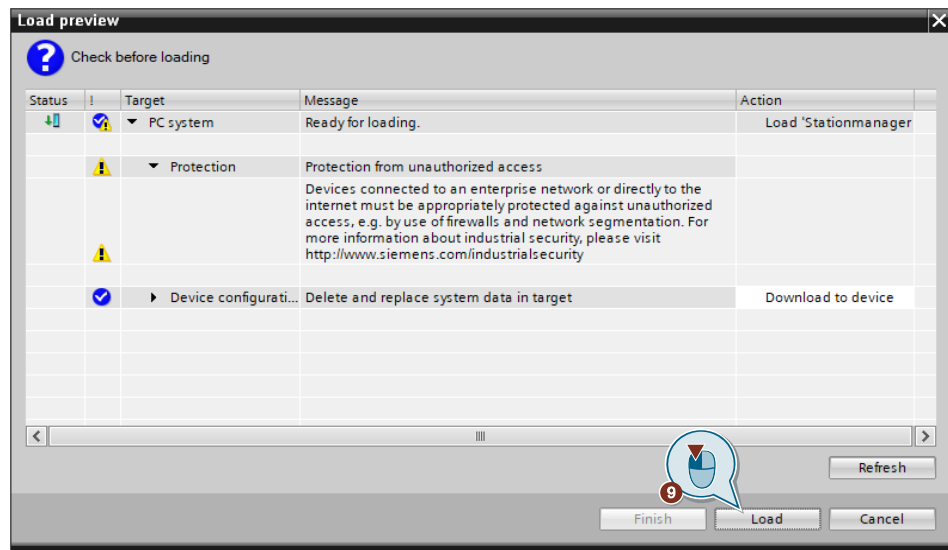 Load preview
Check before loading
Status ! Target Message Action
PC system Ready for loading. Load 'Stationmanager
Protection Protection from unauthorized access
Devices connected to an enterprise network or directly to the
internet must be appropriately protected against unauthorized
access, e.g. by use of firewalls and network segmentation. For
more information about industrial security, please visit
http://www.siemens.com/industrialsecurity
Device configurati... Delete and replace system data in target Download to device
Refresh
9
Finish Load Cancel